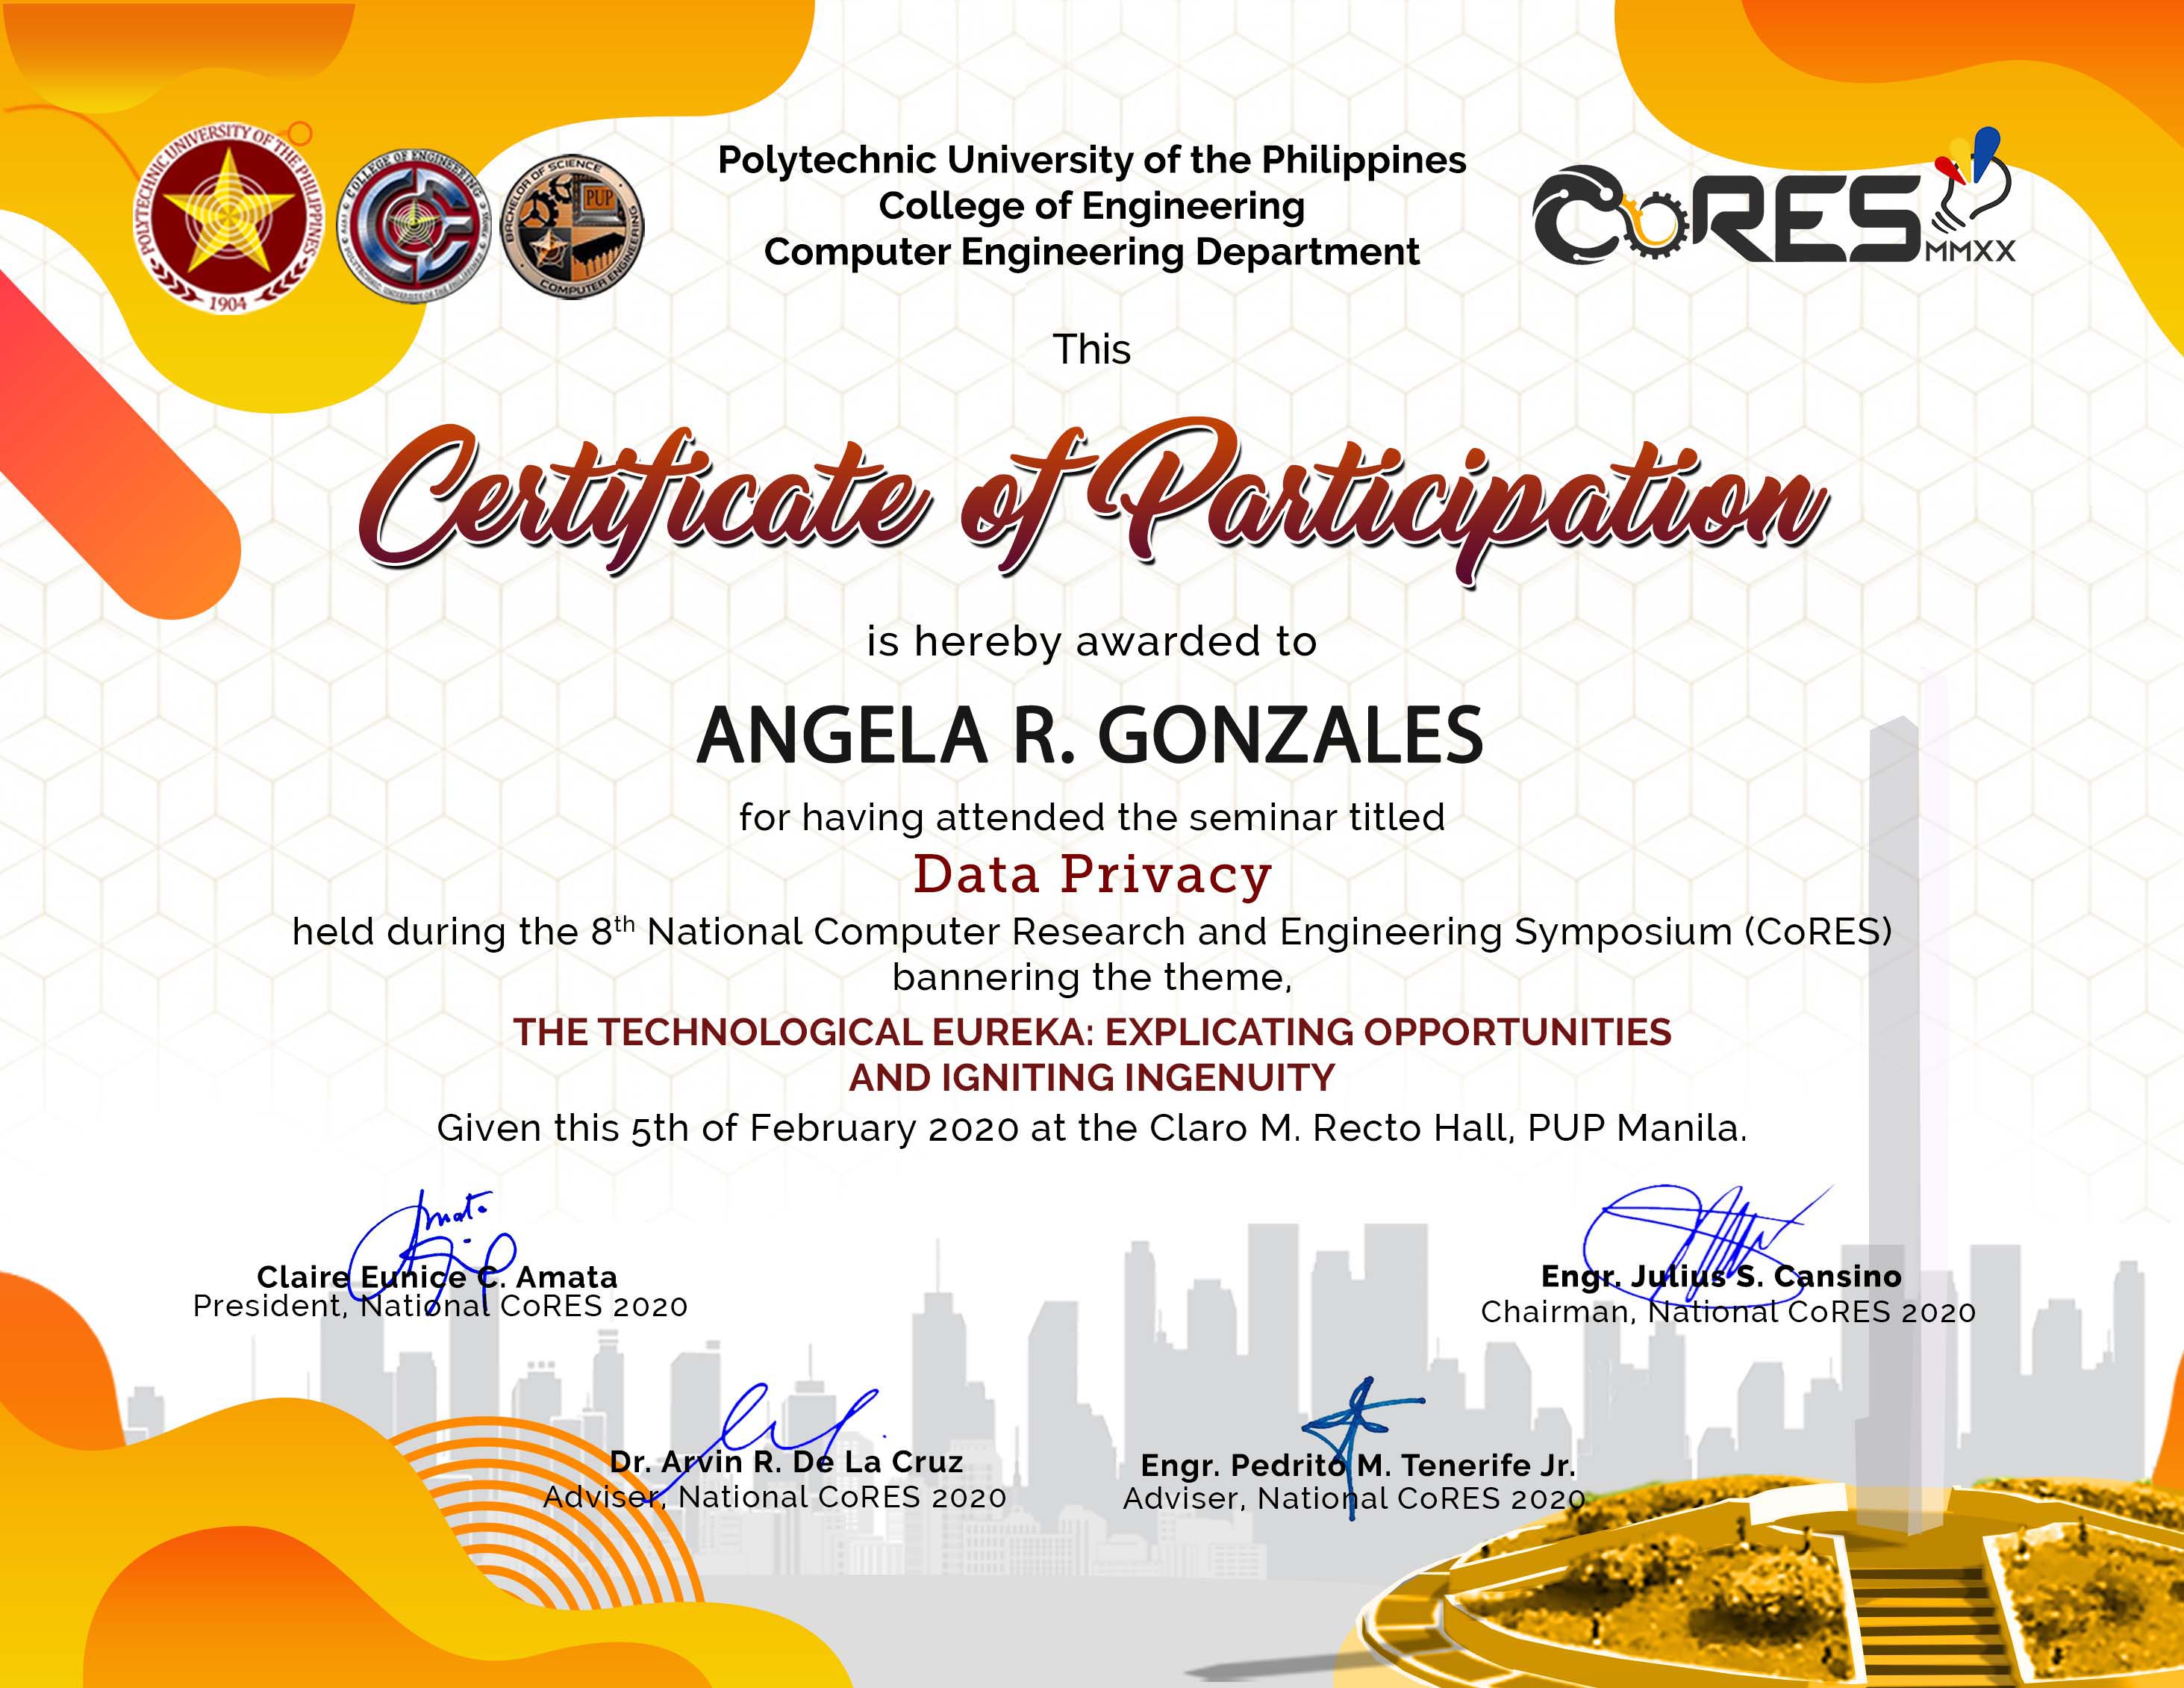 POLYTECHNIC UNIVERSITY OF THE PHILIPPINES
1904
COLLEGE OF ENGINEERING
BACHELOR OF SCIENCE
PUP
COMPUTER ENGINEERING
Polytechnic University of the Philippines
College of Engineering
Computer Engineering Department
CoRES
MMXX
This
Certificate of Participation
is hereby awarded to
ANGELA R. GONZALES
for having attended the seminar titled
Data Privacy
held during the 8th National Computer Research and Engineering Symposium (CoRES)
bannering the theme,
THE TECHNOLOGICAL EUREKA: EXPLICATING OPPORTUNITIES
AND IGNITING INGENUITY
Given this 5th of February 2020 at the Claro M. Recto Hall, PUP Manila.
Claire Eunice C. Amata
President, National CoRES 2020
Engr. Julius S. Cansino
Chairman, National CoRES 2020
Dr. Arvin R. De La Cruz
Adviser, National CoRES 2020
Engr. Pedrito M. Tenerife Jr.
Adviser, National CoRES 2020